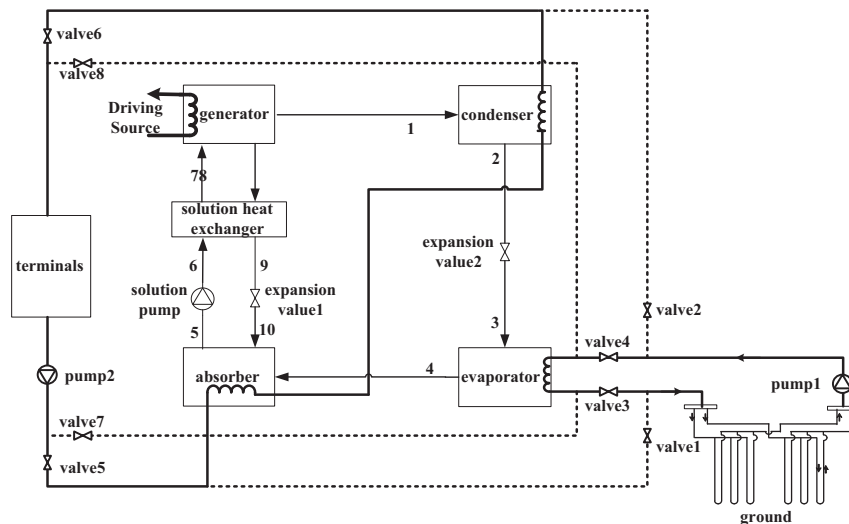 valve6
valve8
valve2
Driving
Source
generator
condenser
1
2
78
solution heat
exchanger
terminals
6
9
expansion
value2
solution
pump
expansion
value1
5
10
3
valve4
pump2
absorber
4
evaporator
pump1
valve3
valve7
valve1
valve5
ground